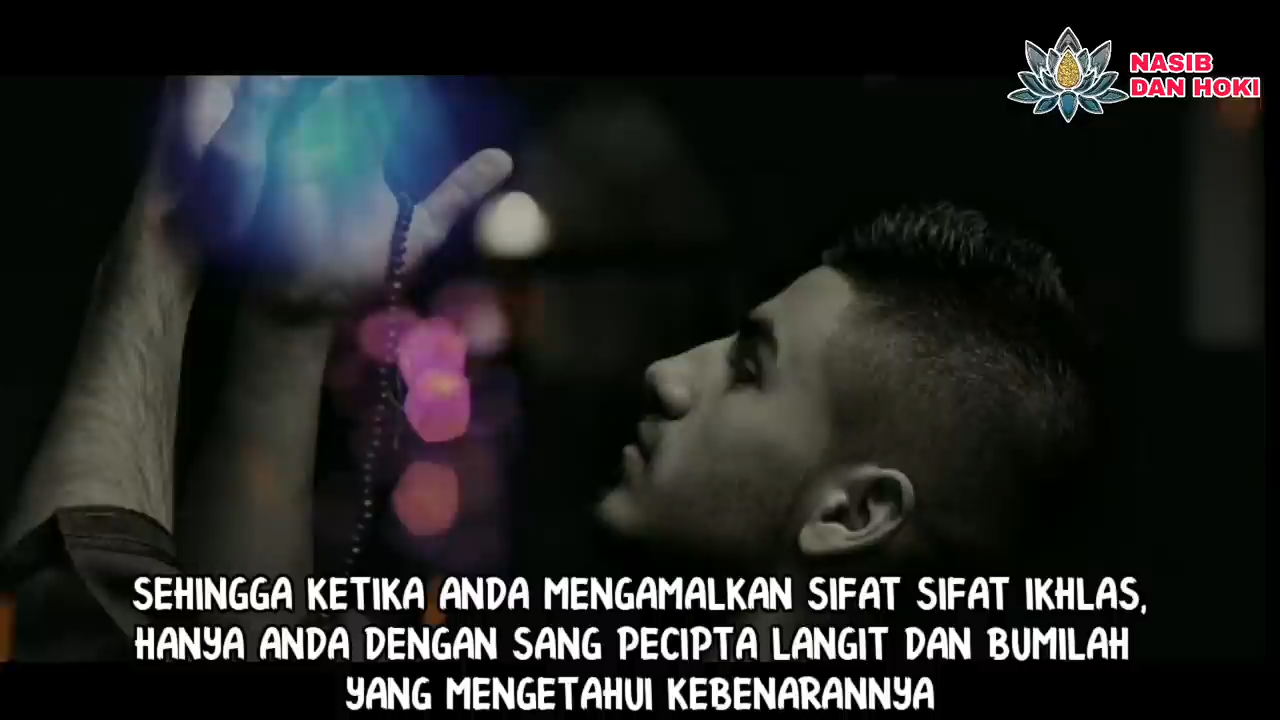 NASIB
DAN HOKI
SEHINGGA KETIKA ANDA MENGAMALKAN SIFAT SIFAT IKHLAS,
HANYA ANDA DENGAN SANG PECIPTA LANGIT DAN BUMILAH
YANG MENGETAHUI KEBENARANNYA